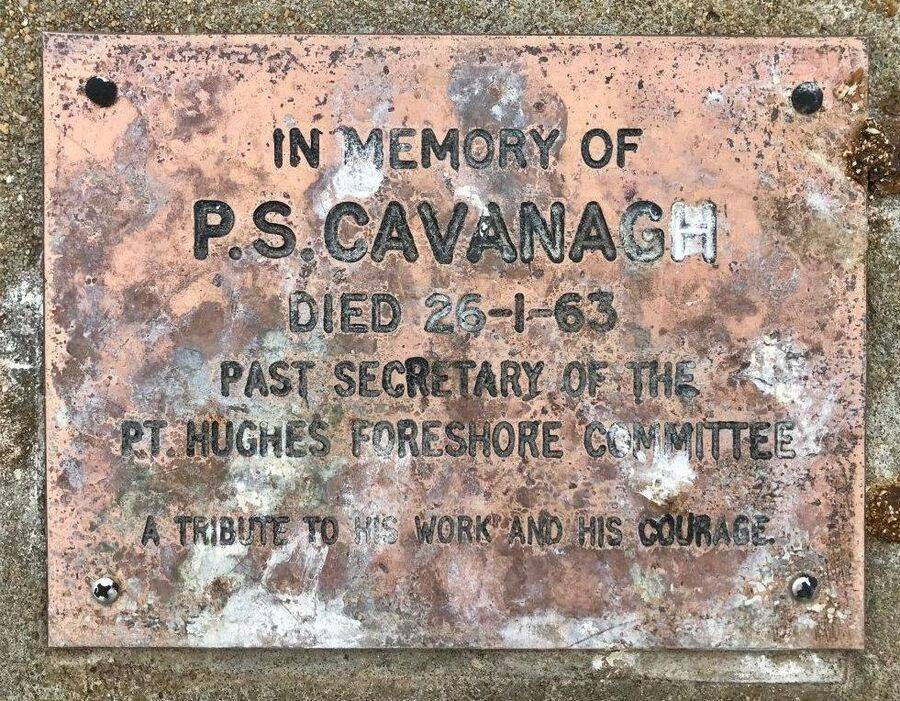 IN MEMORY OF
P.S. CAVANAGH
DIED 26-1-63
PAST SECRETARY OF THE
PT. HUGHES FORESHORE COMMITTEE
A TRIBUTE TO HIS WORK AND HIS COURAGE.